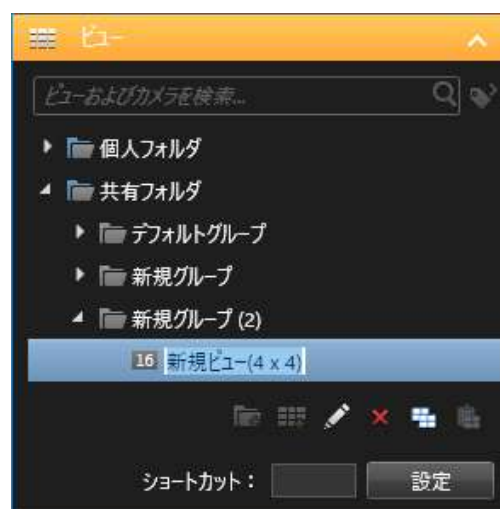 ビュー
ビューおよびカメラを検索...
個人フォルダ
共有フォルダ
デフォルトグループ
新規グループ
新規グループ (2)
16 新規ビュー(4 x 4)
ショートカット： 設定